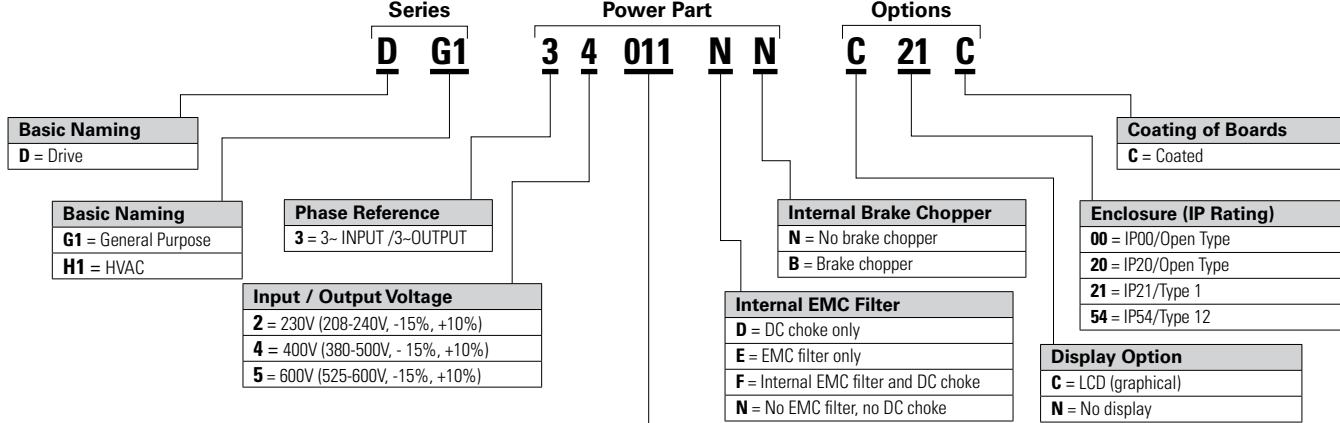 Series Power Part Options
D G1 3 4 011 N N C 21 C
Basic Naming
D = Drive
Basic Naming
G1 = General Purpose
H1 = HVAC
Phase Reference
3 = 3~ INPUT /3~OUTPUT
Input / Output Voltage
2 = 230V (208-240V, -15%, +10%)
4 = 400V (380-500V, - 15%, +10%)
5 = 600V (525-600V, -15%, +10%)
Internal Brake Chopper
N = No brake chopper
B = Brake chopper
Internal EMC Filter
D = DC choke only
E = EMC filter only
F = Internal EMC filter and DC choke
N = No EMC filter, no DC choke
Coating of Boards
C = Coated
Enclosure (IP Rating)
00 = IP00/Open Type
20 = IP20/Open Type
21 = IP21/Type 1
54 = IP54/Type 12
Display Option
C = LCD (graphical)
N = No display